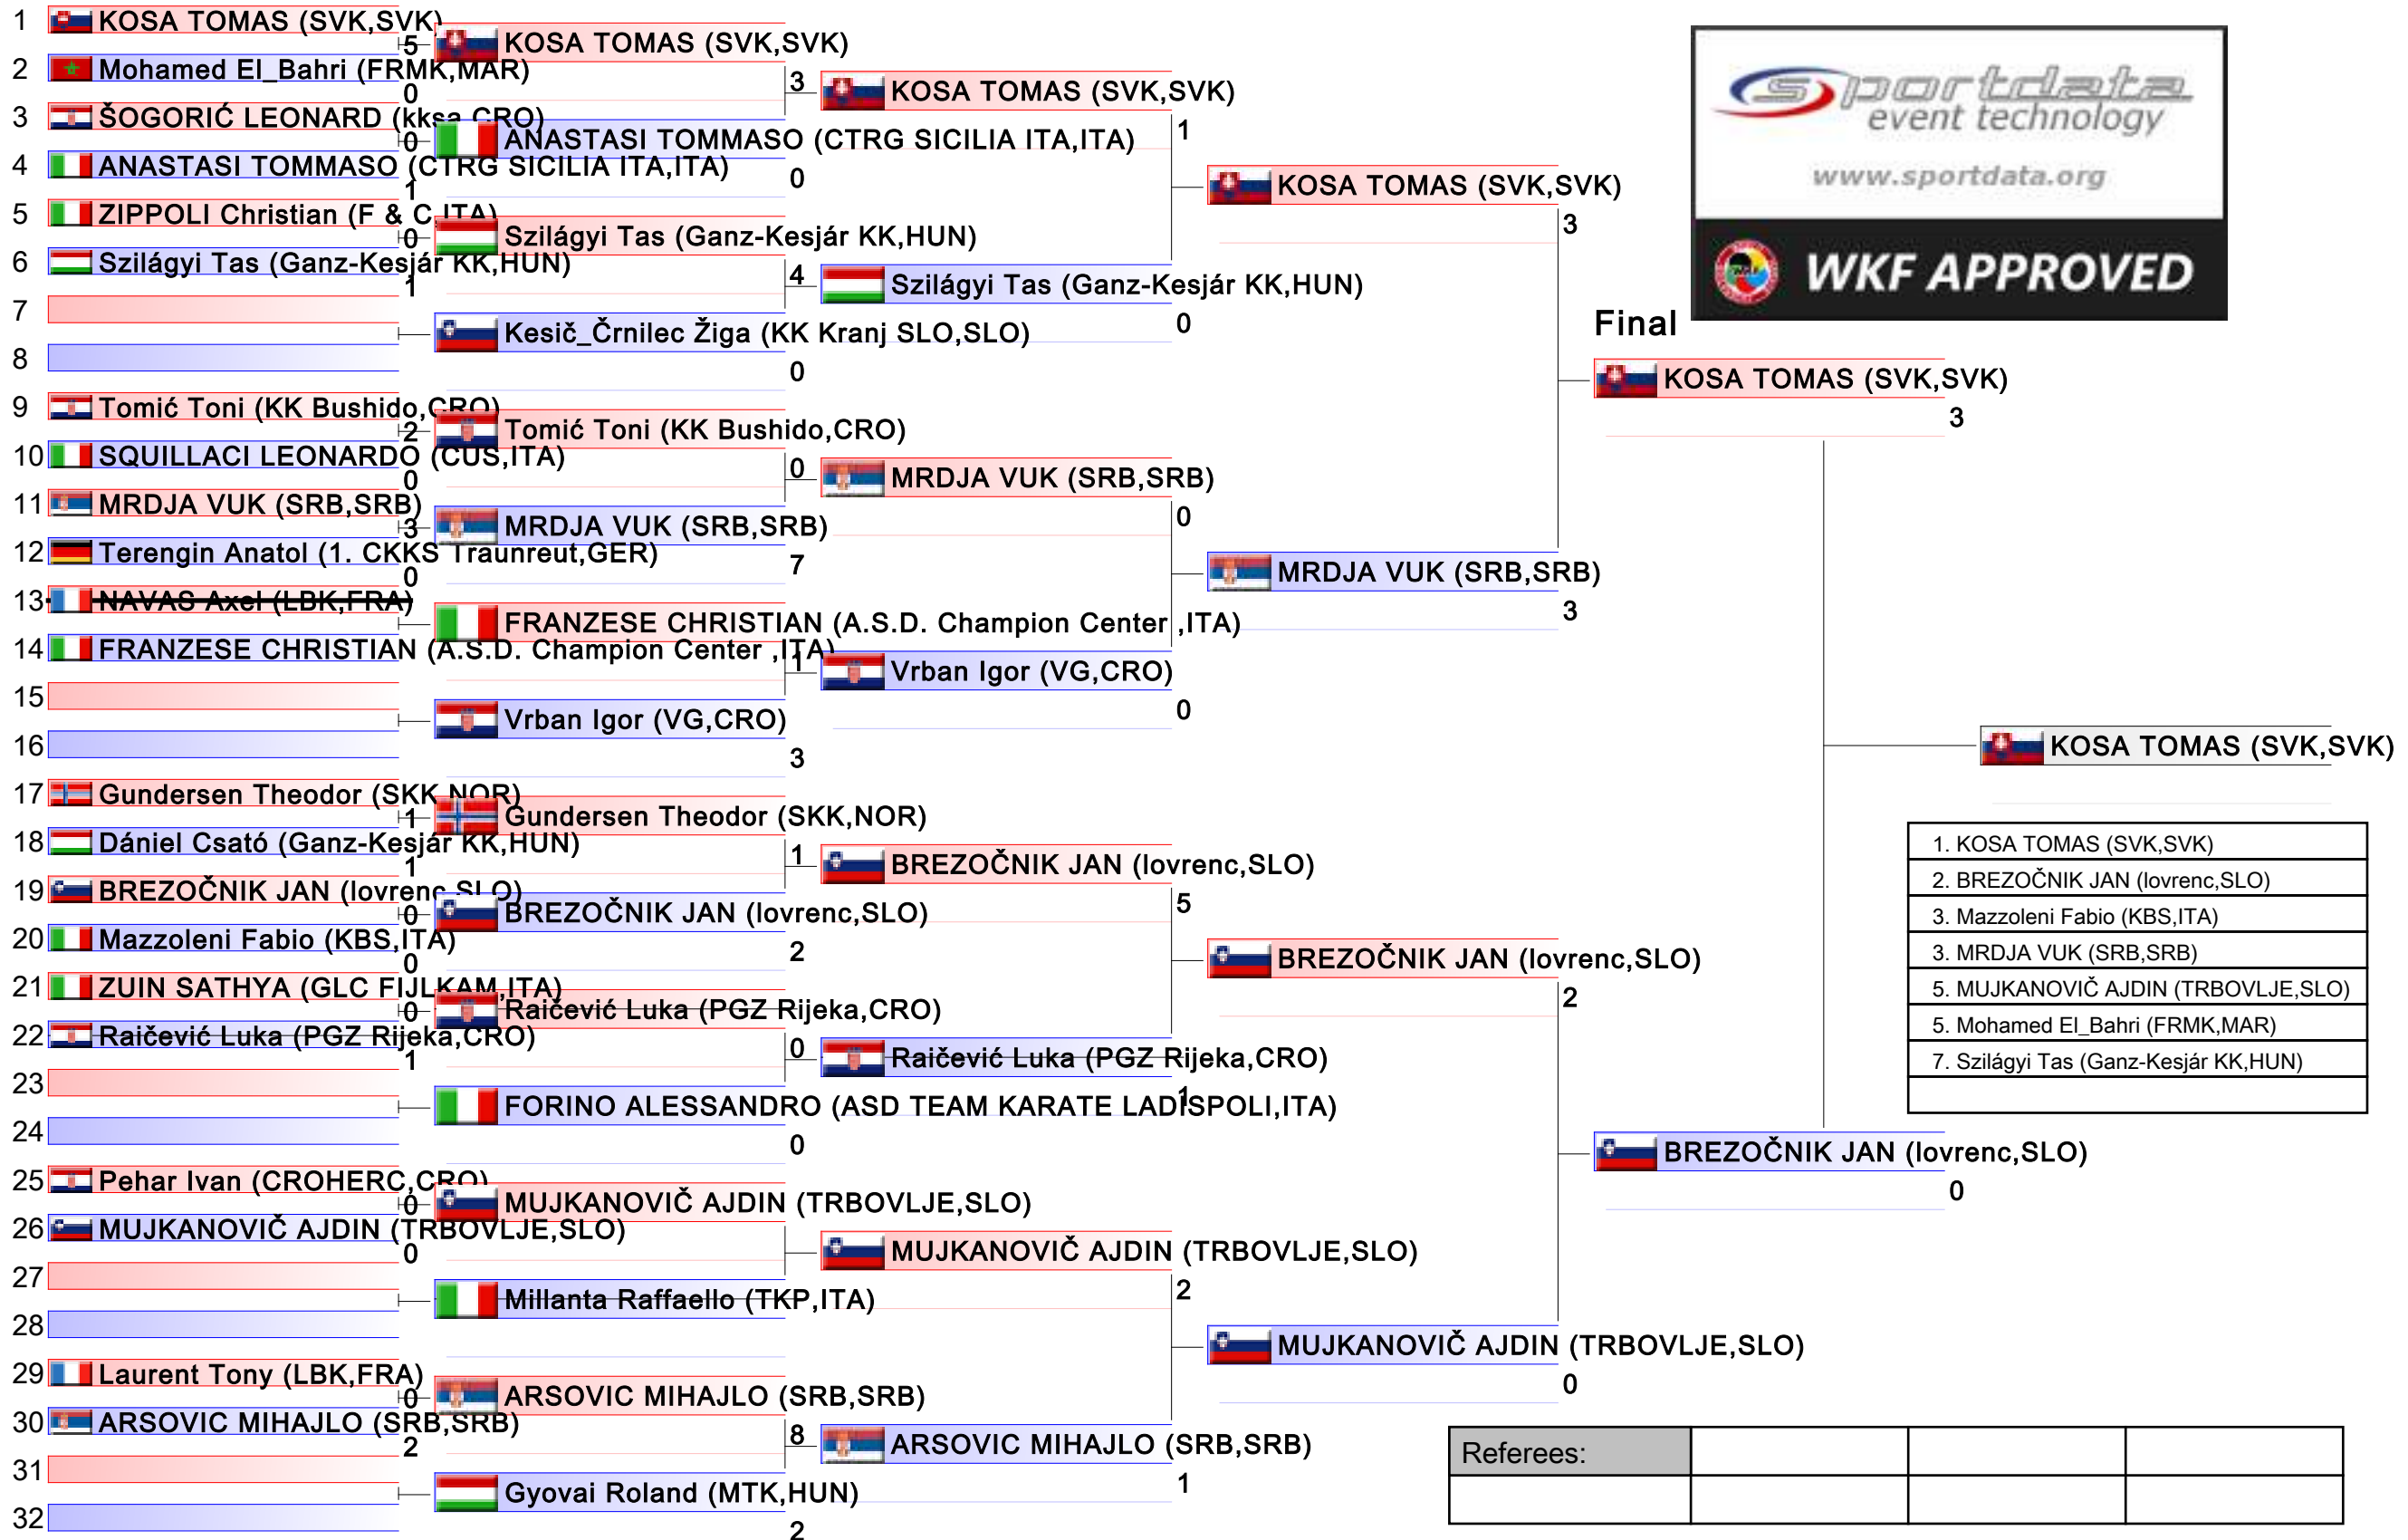 1 KOSA TOMAS (SVK,SVK)
5
2 Mohamed El_Bahri (FRMK,MAR)
0
3 ŠOGORIĆ LEONARD (kksa,CRO)
0
4 ANASTASI TOMMASO (CTRG SICILIA ITA,ITA)
1
5 ZIPPOLI Christian (F & C,ITA)
0
6 Szilágyi Tas (Ganz-Kesjár KK,HUN)
1
7
8
9 Tomić Toni (KK Bushido,CRO)
2
10 SQUILLACI LEONARDO (CUS,ITA)
0
11 MRDJA VUK (SRB,SRB)
3
12 Terengin Anatol (1. CKKS Traunreut,GER)
0
13 NAVAS Axel (LBK,FRA)
14 FRANZESE CHRISTIAN (A.S.D. Champion Center ,ITA)
15
16
17 Gundersen Theodor (SKK,NOR)
1
18 Dániel Csató (Ganz-Kesjár KK,HUN)
1
19 BREZOČNIK JAN (lovrenc,SLO)
0
20 Mazzoleni Fabio (KBS,ITA)
0
21 ZUIN SATHYA (GLC FIJLKAM,ITA)
0
22 Raičević Luka (PGZ Rijeka,CRO)
1
23
24
25 Pehar Ivan (CROHERC,CRO)
0
26 MUJKANOVIČ AJDIN (TRBOVLJE,SLO)
0
27
28
29 Laurent Tony (LBK,FRA)
0
30 ARSOVIC MIHAJLO (SRB,SRB)
2
31
32
KOSA TOMAS (SVK,SVK)
3
ANASTASI TOMMASO (CTRG SICILIA ITA,ITA)
0
Szilágyi Tas (Ganz-Kesjár KK,HUN)
4
Kesič_Črnilec Žiga (KK Kranj SLO,SLO)
0
Tomić Toni (KK Bushido,CRO)
0
MRDJA VUK (SRB,SRB)
7
FRANZESE CHRISTIAN (A.S.D. Champion Center ,ITA)
1
Vrban Igor (VG,CRO)
3
Gundersen Theodor (SKK,NOR)
1
BREZOČNIK JAN (lovrenc,SLO)
2
Raičević Luka (PGZ Rijeka,CRO)
0
FORINO ALESSANDRO (ASD TEAM KARATE LADISPOLI,ITA)
0
MUJKANOVIČ AJDIN (TRBOVLJE,SLO)
Millanta Raffaello (TKP,ITA)
ARSOVIC MIHAJLO (SRB,SRB)
8
Gyovai Roland (MTK,HUN)
2
KOSA TOMAS (SVK,SVK)
1
Szilágyi Tas (Ganz-Kesjár KK,HUN)
0
MRDJA VUK (SRB,SRB)
0
Vrban Igor (VG,CRO)
0
BREZOČNIK JAN (lovrenc,SLO)
5
Raičević Luka (PGZ Rijeka,CRO)
1
MUJKANOVIČ AJDIN (TRBOVLJE,SLO)
2
ARSOVIC MIHAJLO (SRB,SRB)
1
KOSA TOMAS (SVK,SVK)
3
MRDJA VUK (SRB,SRB)
3
BREZOČNIK JAN (lovrenc,SLO)
2
MUJKANOVIČ AJDIN (TRBOVLJE,SLO)
0
Final
KOSA TOMAS (SVK,SVK)
3
BREZOČNIK JAN (lovrenc,SLO)
0
KOSA TOMAS (SVK,SVK)
sportdata
event technology
www.sportdata.org
WKF
WKF APPROVED
1. KOSA TOMAS (SVK,SVK)
2. BREZOČNIK JAN (lovrenc,SLO)
3. Mazzoleni Fabio (KBS,ITA)
3. MRDJA VUK (SRB,SRB)
5. MUJKANOVIČ AJDIN (TRBOVLJE,SLO)
5. Mohamed El_Bahri (FRMK,MAR)
7. Szilágyi Tas (Ganz-Kesjár KK,HUN)
Referees: